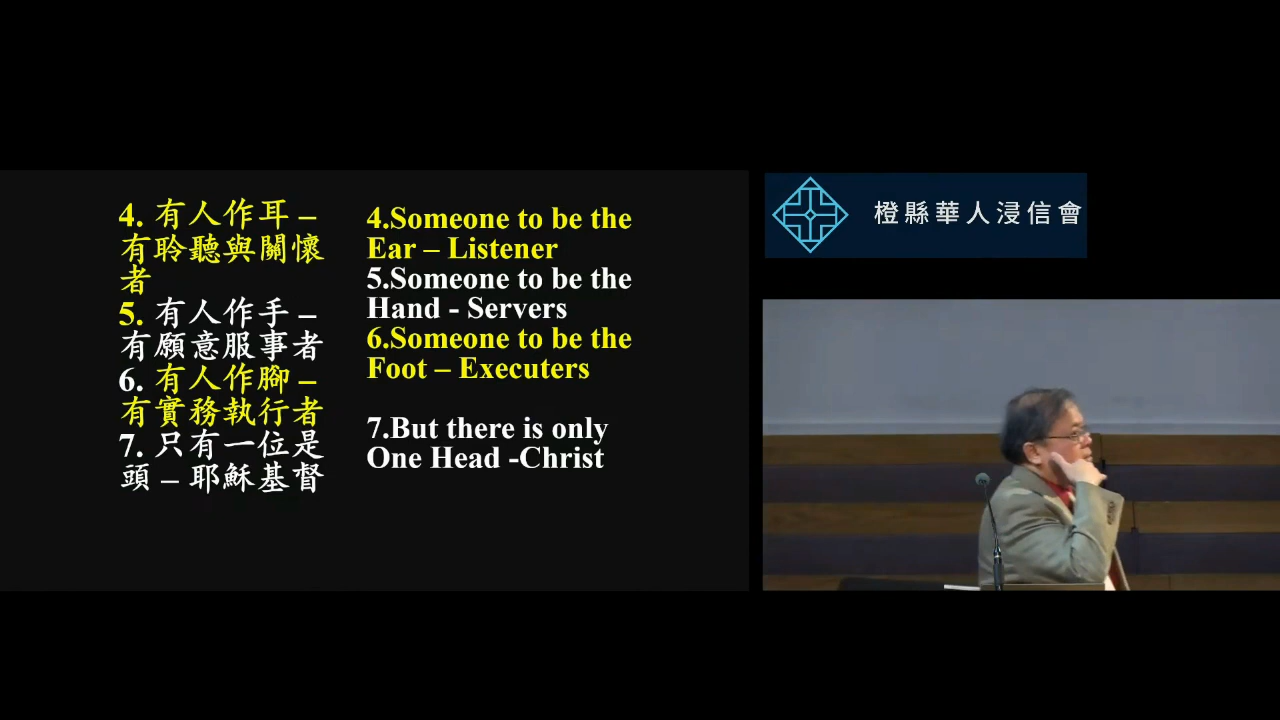 4. 有人作耳 –
有聆聽與關懷
者
5. 有人作手 –
有願意服事者
6. 有人作腳 –
有實務執行者
7. 只有一位是
頭 – 耶穌基督
4.Someone to be the
Ear – Listener
5.Someone to be the
Hand - Servers
6.Someone to be the
Foot – Executers
7.But there is only
One Head -Christ
橙縣華人浸信會